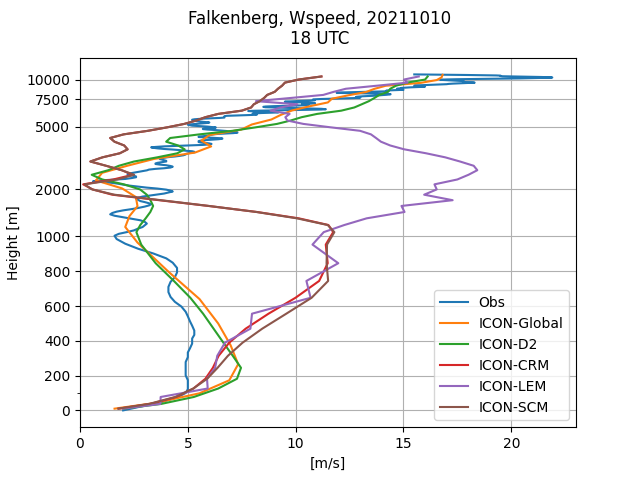 Falkenberg, Wspeed, 20211010
18 UTC
10000
7500
5000
2000
1000
800
600
400
200
0
Height [m]
0 5 10 15 20
[m/s]
Obs
ICON-Global
ICON-D2
ICON-CRM
ICON-LEM
ICON-SCM